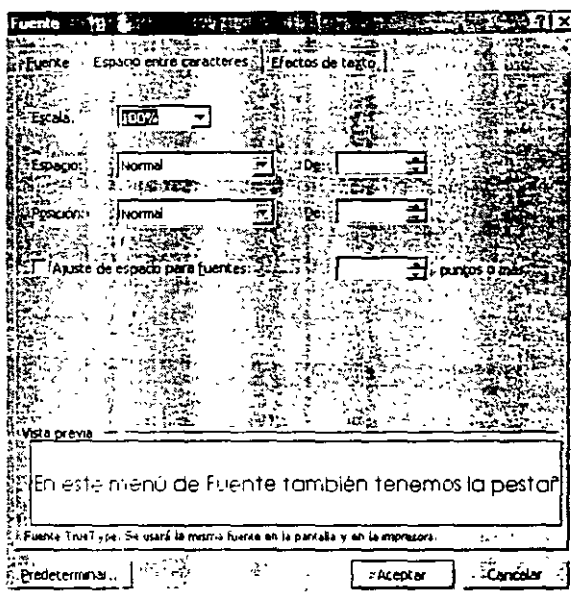 Fuente
Fuente Espacio entre caracteres Efectos de texto
Escala: 100%
Espacio: Normal De:
Posición: Normal De:
Ajuste de espacio para fuentes: puntos o más
Vista previa
En este menú de Fuente también tenemos la pestañ
Fuente TrueType. Se usará la misma fuente en la pantalla y en la impresora.
Predeterminar... Aceptar Cancelar